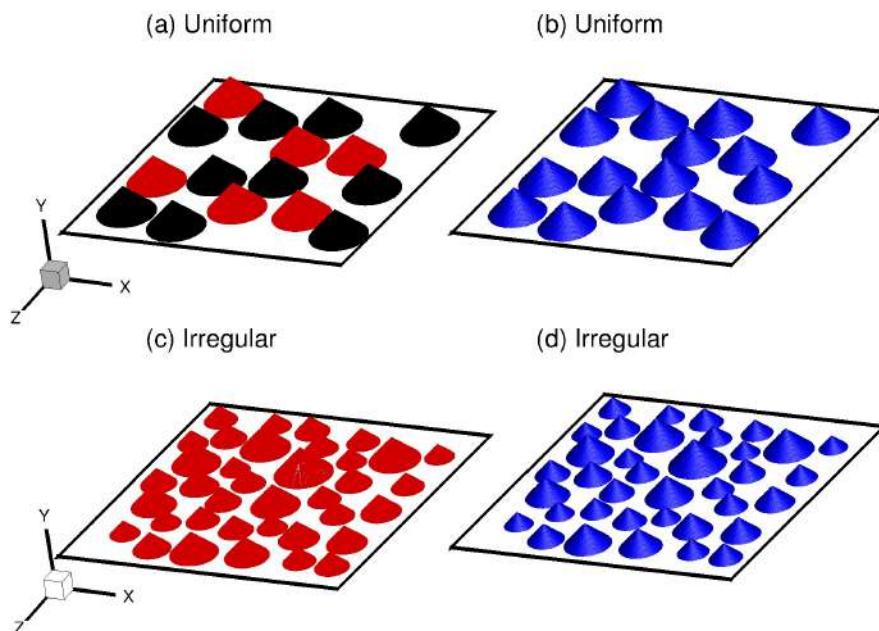 (a) Uniform
(b) Uniform
Y
X
Z
(c) Irregular
(d) Irregular
Y
X
Z